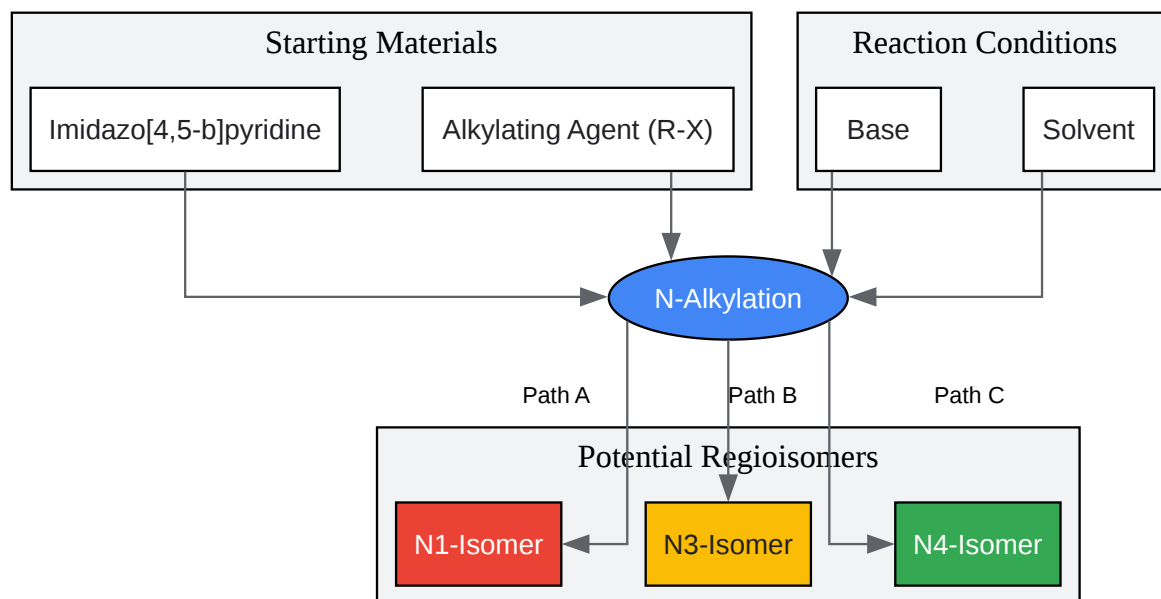 Starting Materials
Reaction Conditions
Imidazo[4,5-b]pyridine
Alkylating Agent (R-X)
Base
Solvent
N-Alkylation
Path A
Path B
Path C
Potential Regioisomers
N1-Isomer
N3-Isomer
N4-Isomer